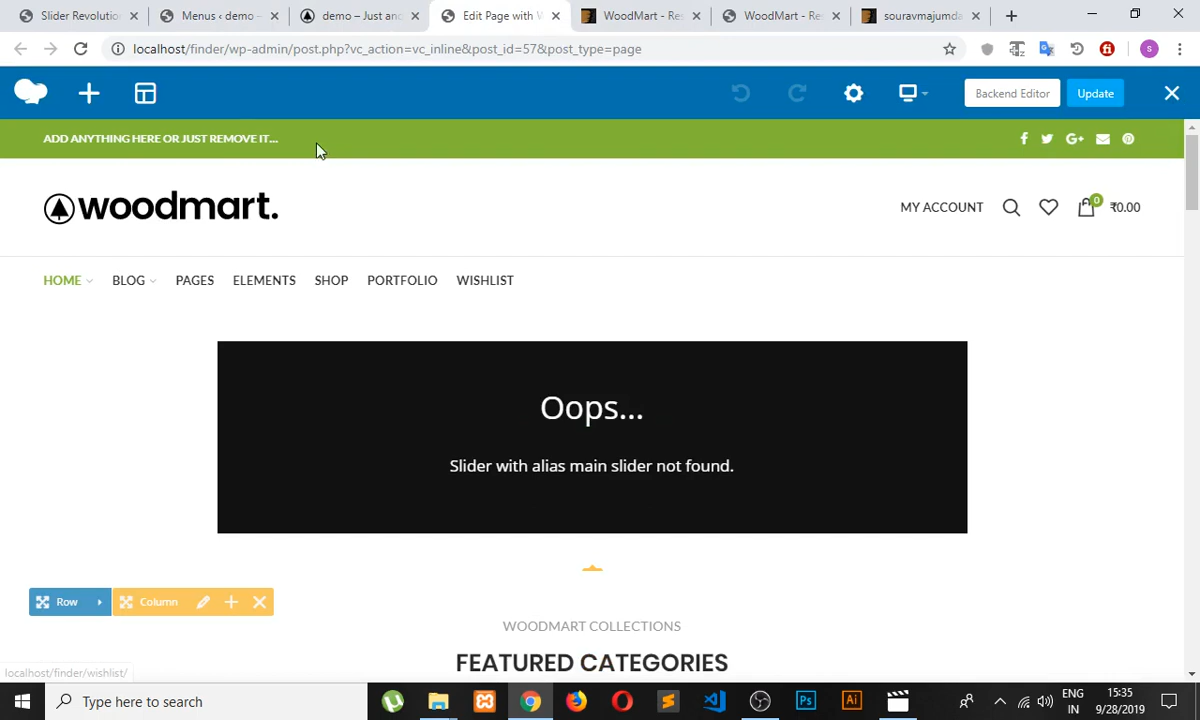 Slider Revolution
Menus ‹ demo –
demo – Just an
Edit Page with W
WoodMart - Res
WoodMart - Res
souravmajumda
localhost/finder/wp-admin/post.php?vc_action=vc_inline&post_id=57&post_type=page
S
Backend Editor
Update
ADD ANYTHING HERE OR JUST REMOVE IT...
woodmart.
MY ACCOUNT
0
₹0.00
HOME
BLOG
PAGES
ELEMENTS
SHOP
PORTFOLIO
WISHLIST
Oops...
Slider with alias main slider not found.
Row
Column
WOODMART COLLECTIONS
FEATURED CATEGORIES
localhost/finder/wishlist/
Type here to search
Ps
Ai
ENG
IN
15:35
9/28/2019